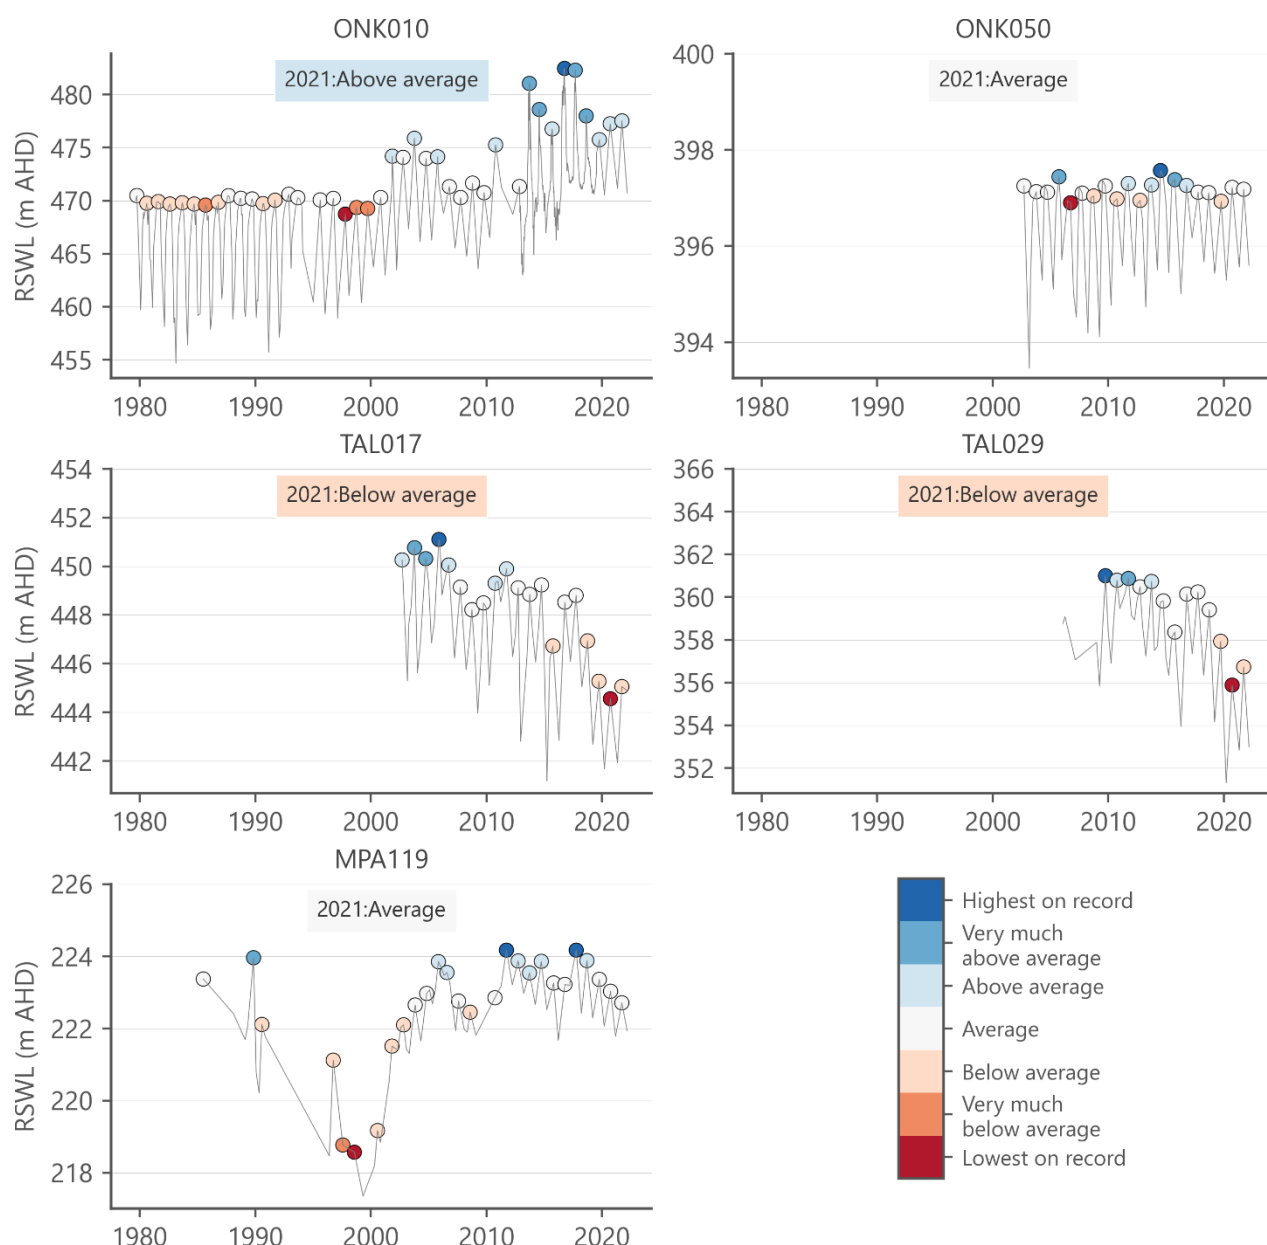 ONK010
2021:Above average
RSWL (m AHD)
480
475
470
465
460
455
1980 1990 2000 2010 2020
ONK050
2021:Average
400
398
396
394
1980 1990 2000 2010 2020
TAL017
2021:Below average
RSWL (m AHD)
454
452
450
448
446
444
442
1980 1990 2000 2010 2020
TAL029
2021:Below average
366
364
362
360
358
356
354
352
1980 1990 2000 2010 2020
MPA119
2021:Average
RSWL (m AHD)
226
224
222
220
218
1980 1990 2000 2010 2020
Highest on record
Very much
above average
Above average
Average
Below average
Very much
below average
Lowest on record